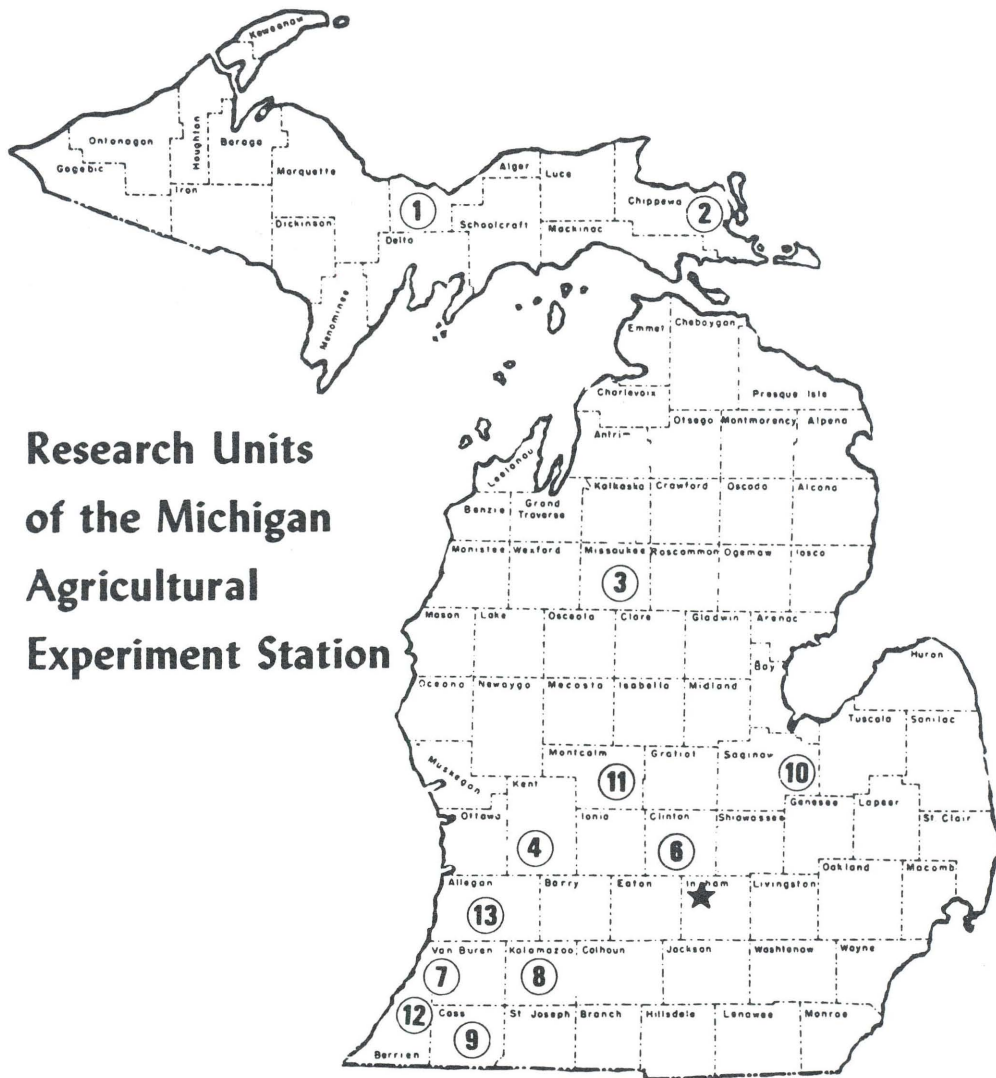 Keweenaw
Ontonagon
Houghton
Baraga
Gogebic
Iron
Marquette
Dickinson
Menominee
Alger
Luce
1
Delta
Schoolcraft
Chippewa
2
Mackinac
Emmet
Cheboygan
Charlevoix
Presque Isle
Research Units
of the Michigan
Agricultural
Experiment Station
Antrim
Otsego
Montmorency
Alpena
Leelanau
Benzie
Grand
Traverse
Kalkaska
Crawford
Oscoda
Alcona
Manistee
Wexford
Missaukee
Roscommon
Ogemaw
Iosco
3
Mason
Lake
Osceola
Clare
Gladwin
Arenac
Bay
Huron
Oceana
Newaygo
Mecosta
Isabella
Midland
Tuscola
Sanilac
Muskegon
Montcalm
11
Gratiot
Saginaw
10
Kent
Genesee
Lapeer
Ottawa
4
Ionia
Clinton
6
Shiawassee
St Clair
Allegan
13
Barry
Eaton
Ingham
Livingston
Oakland
Macomb
Van Buren
7
Kalamazoo
8
Calhoun
Jackson
Washtenaw
Wayne
12
Berrien
Cass
9
St Joseph
Branch
Hillsdale
Lenawee
Monroe